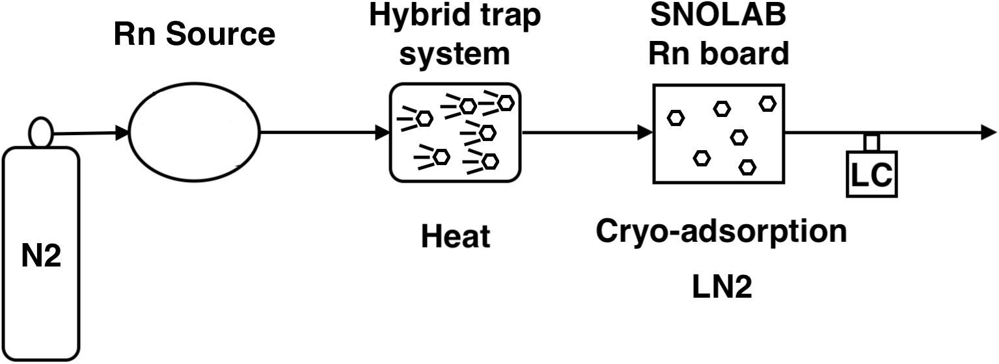 Rn Source
Hybrid trap
system
SNOLAB
Rn board
N2
Heat
Cryo-adsorption
LN2
LC